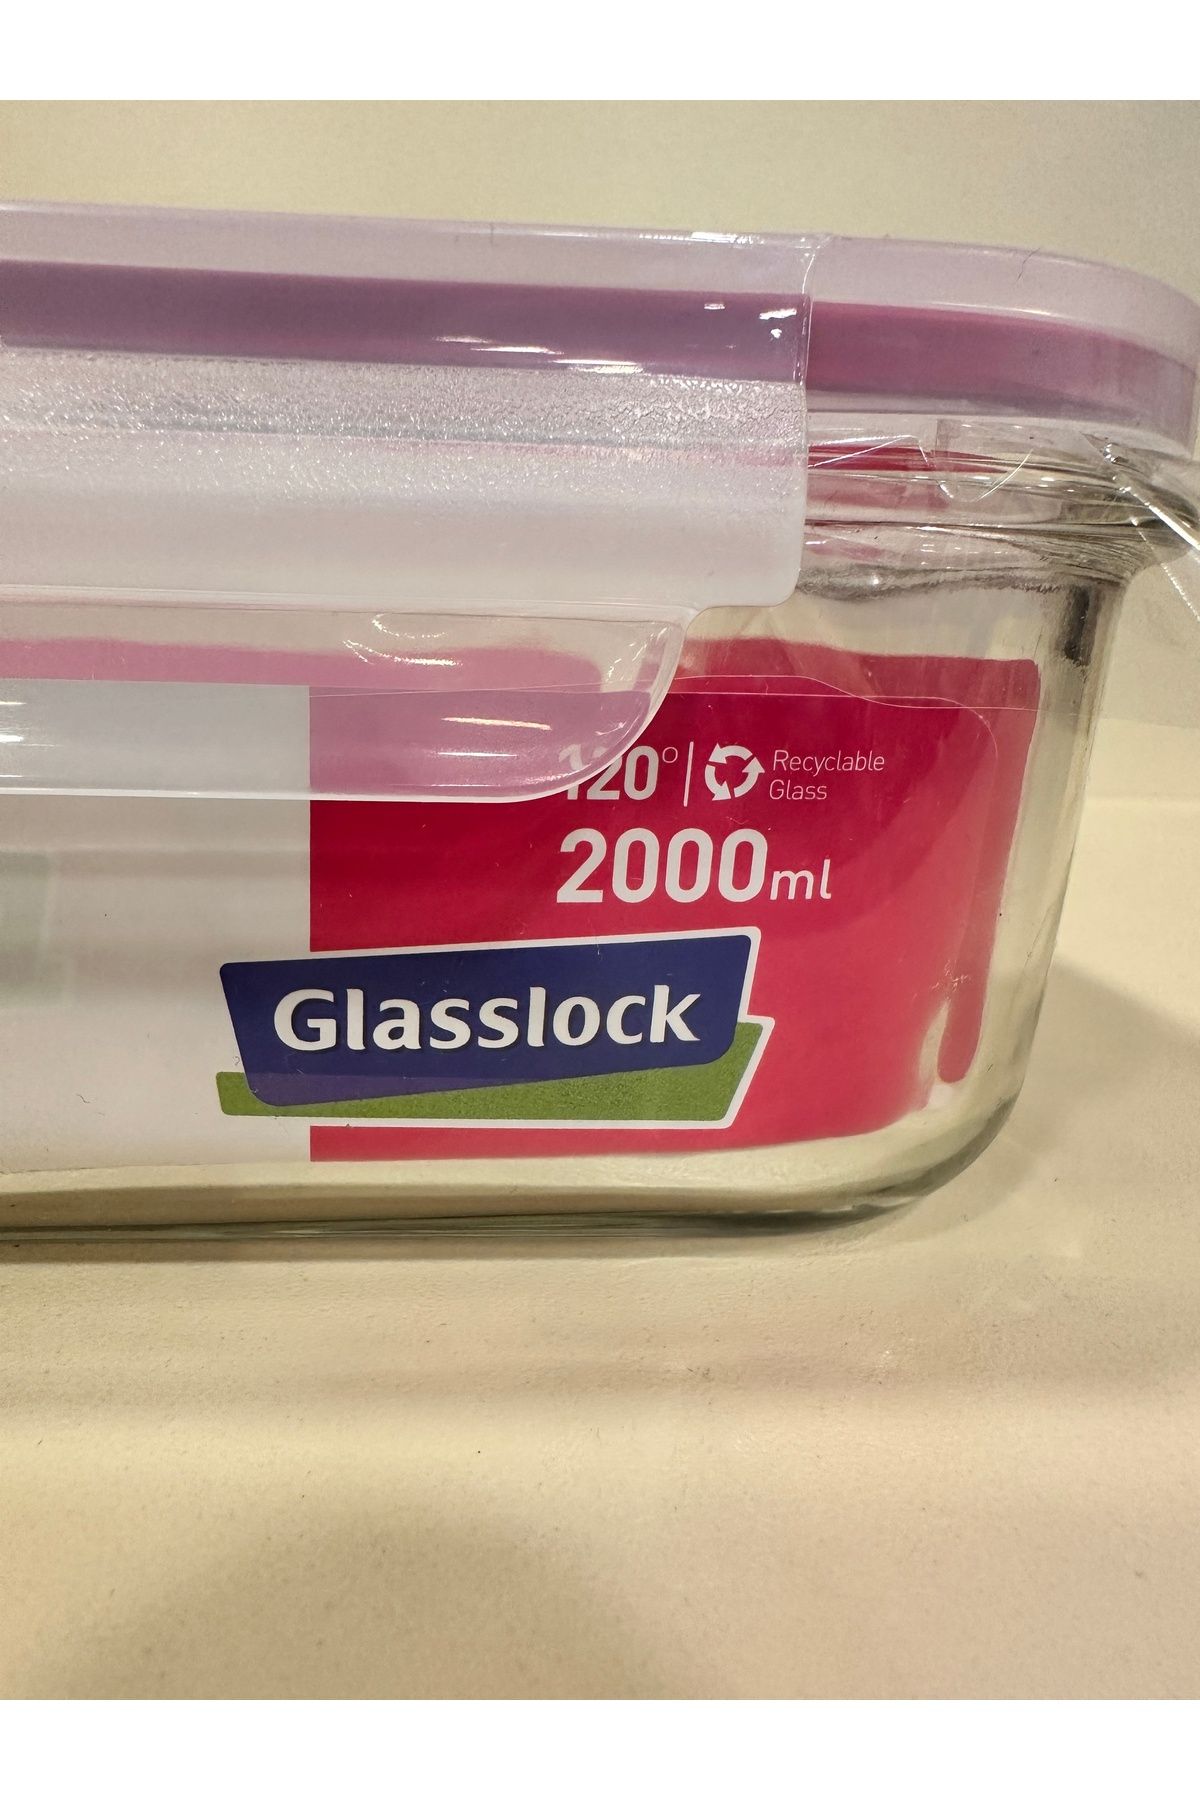 120° | Recyclable
Glass
2000ml
Glasslock